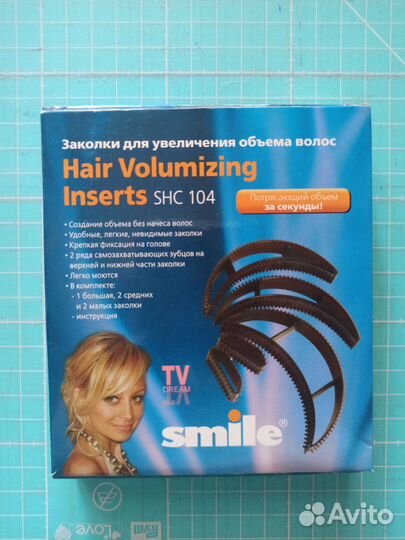 Заколки для увеличения объема волос
Hair Volumizing
Inserts SHC 104
Потрясающий объем
за секунды!
• Создание объема без начеса волос
• Удобные, легкие, невидимые заколки
• Крепкая фиксация на голове
• 2 ряда самозахватывающих зубцов на
верхней и нижней части заколки
• Легко моются
• В комплекте:
- 1 большая, 2 средних
и 2 малых заколки
- инструкция
TV
DREAM
smile®
Love
Avito